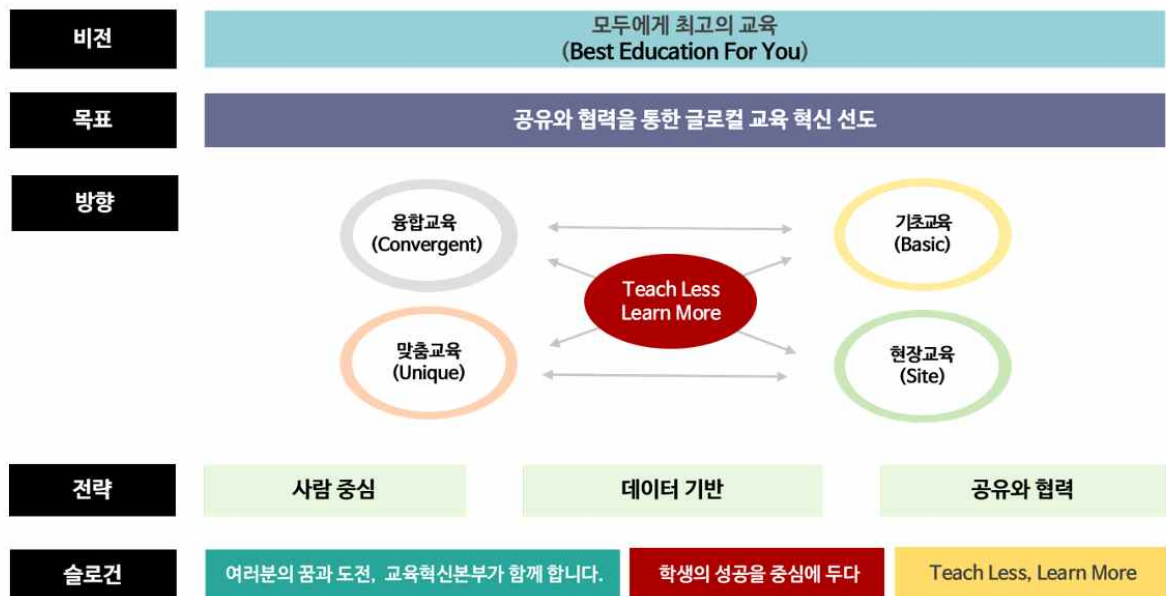 비전
모두에게 최고의 교육
(Best Education For You)
목표
공유와 협력을 통한 글로컬 교육 혁신 선도
방향
융합교육
(Convergent)
기초교육
(Basic)
Teach Less
Learn More
맞춤교육
(Unique)
현장교육
(Site)
전략
사람 중심
데이터 기반
공유와 협력
슬로건
여러분의 꿈과 도전, 교육혁신본부가 함께 합니다.
학생의 성공을 중심에 두다
Teach Less, Learn More